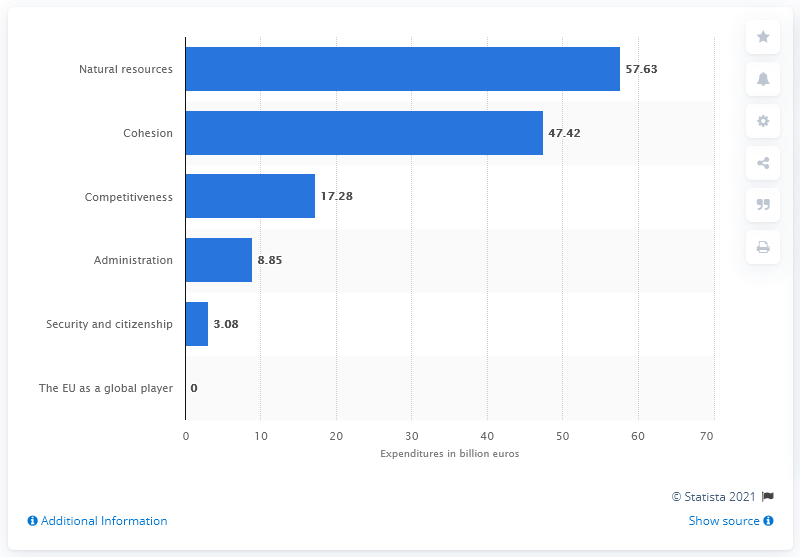 Natural resources 57.63
Cohesion 47.42
Competitiveness 17.28
Administration 8.85
Security and citizenship 3.08
The EU as a global player 0
0 10 20 30 40 50 60 70
Expenditures in billion euros
© Statista 2021
Additional Information Show source